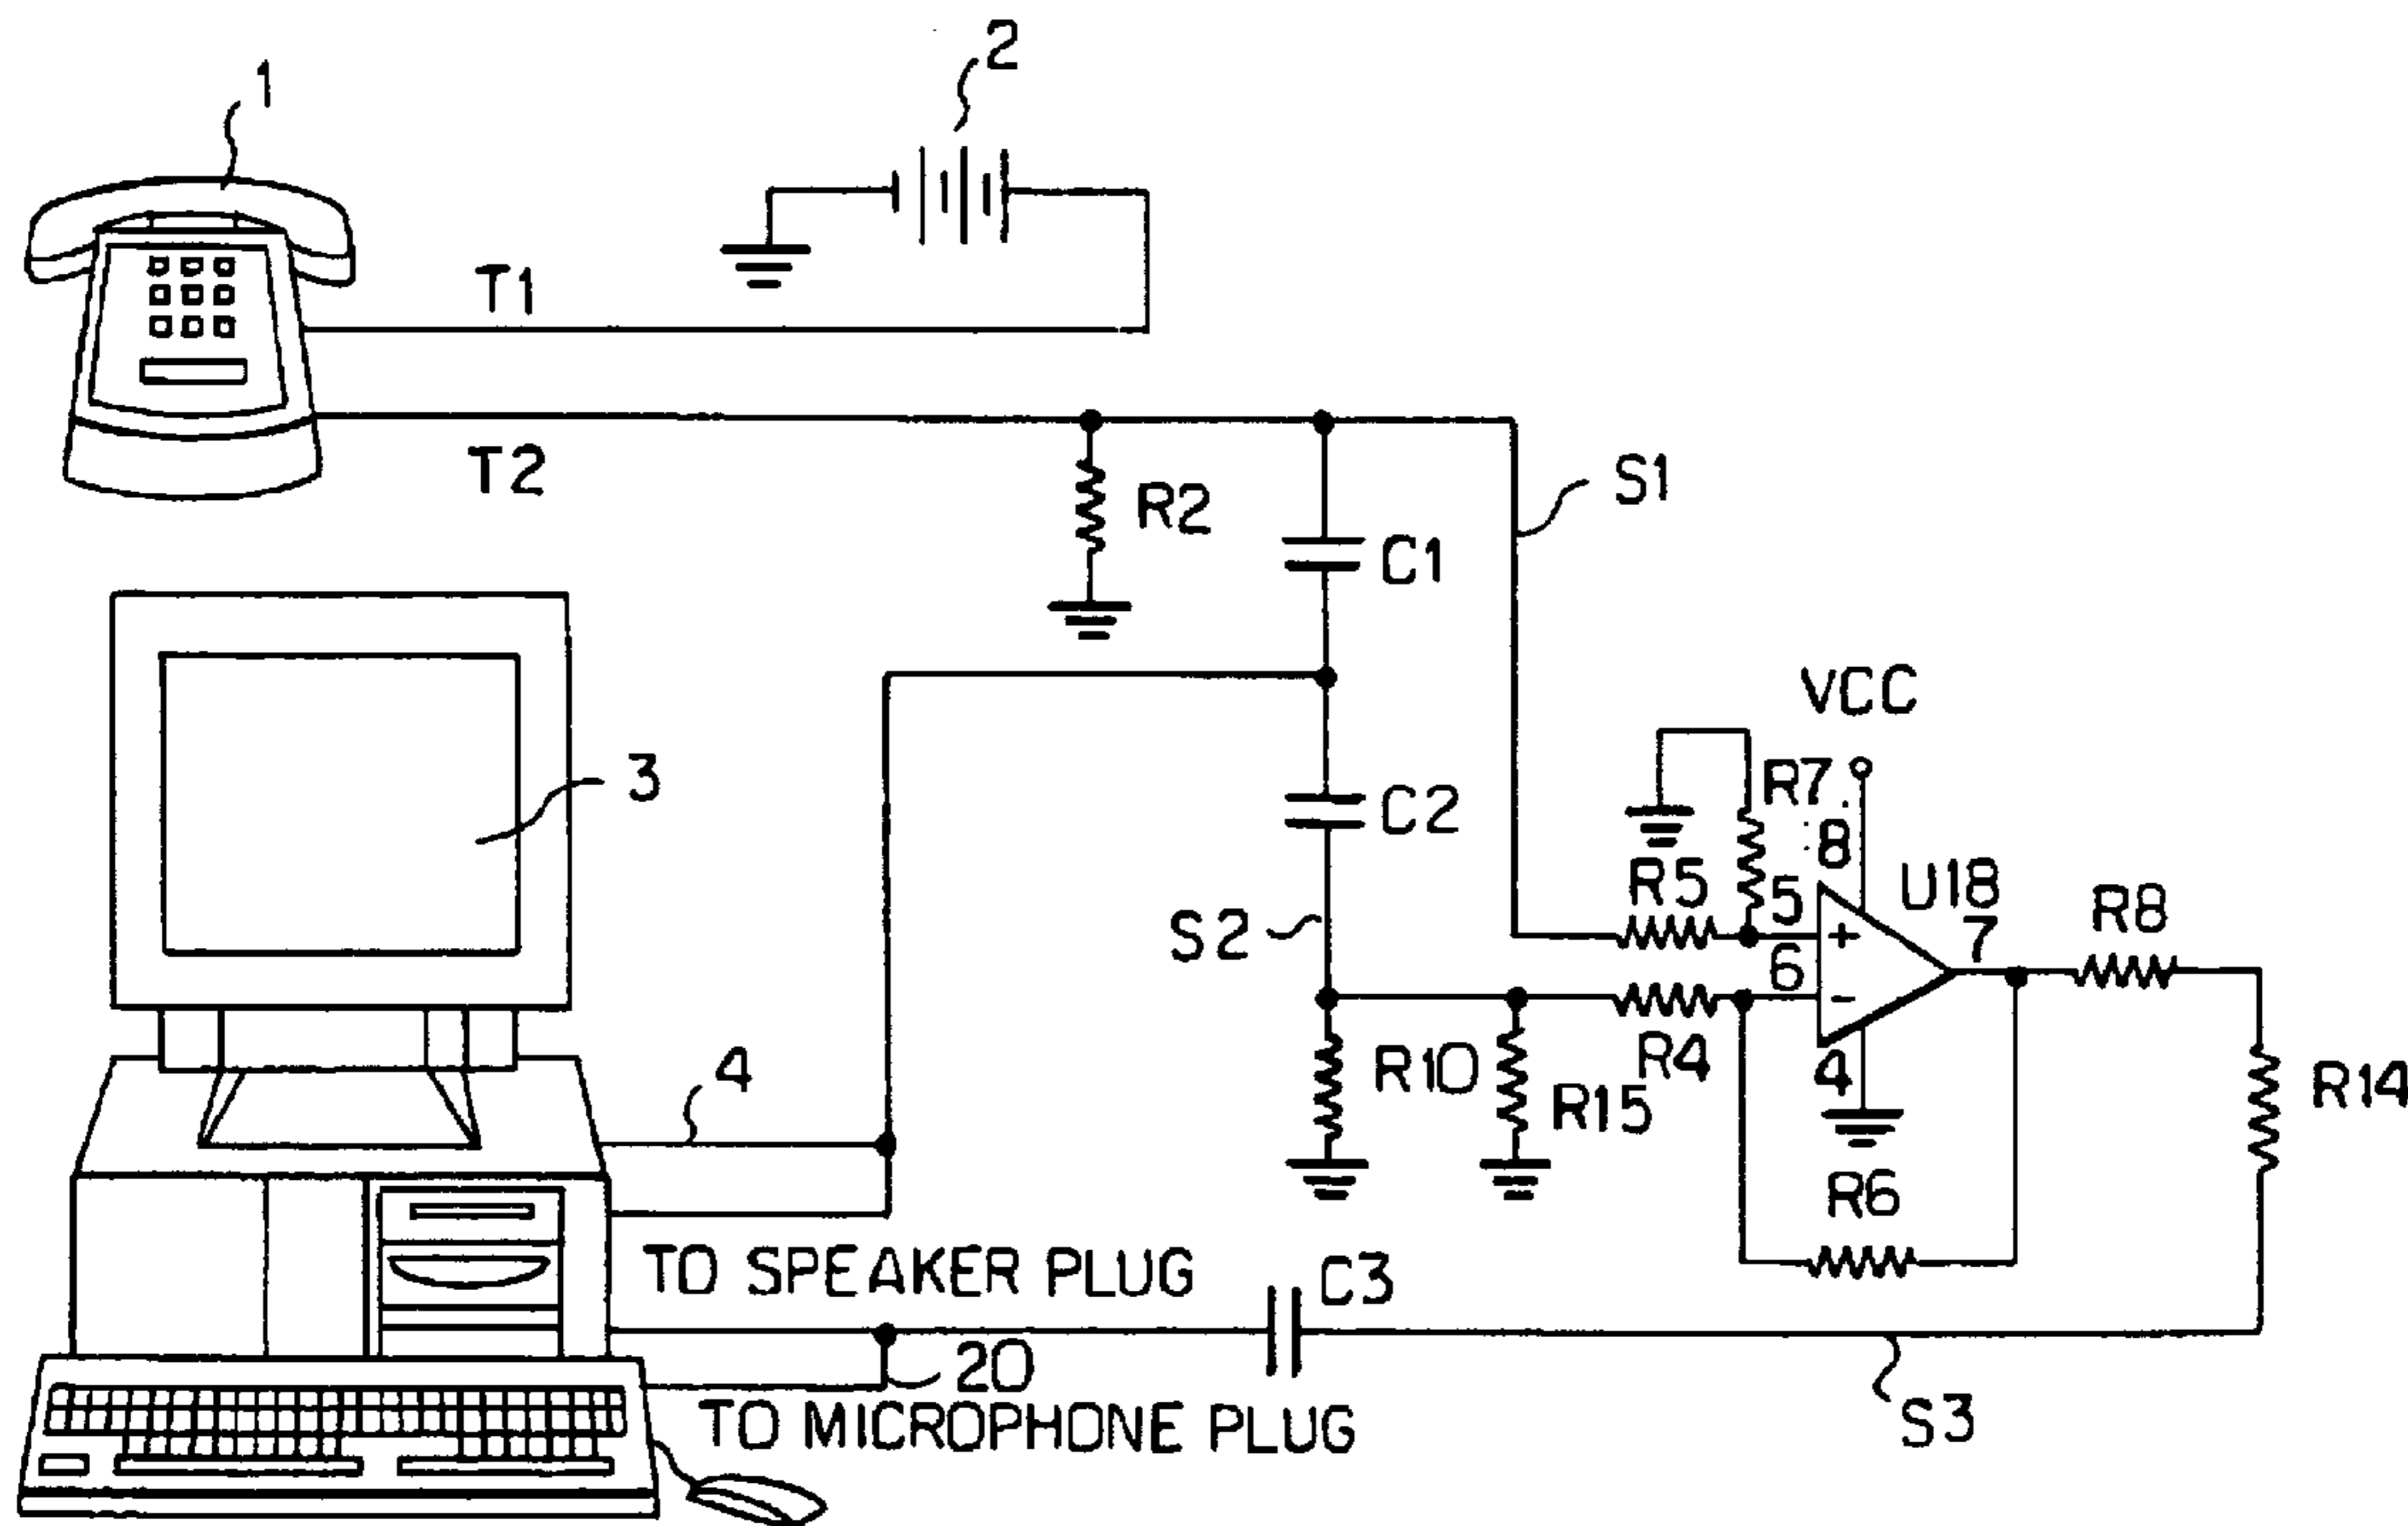 1
2
T1
T2
R2
C1
S1
3
C2
VCC
R7
8
R5
5
U18
7
R8
S2
6
R10
R15
R4
4
R14
4
R6
TO SPEAKER PLUG
C3
20
TO MICROPHONE PLUG
S3
+
-